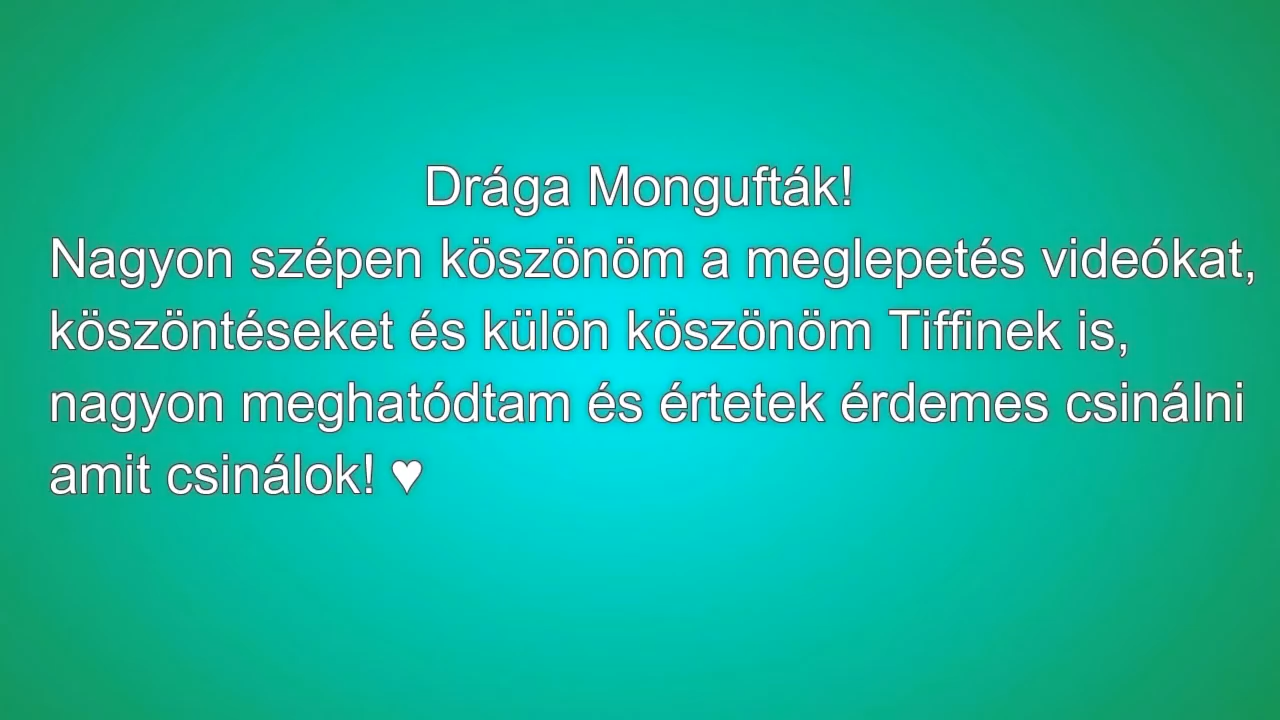 Drága Mongufták!
Nagyon szépen köszönöm a meglepetés videókat,
köszöntéseket és külön köszönöm Tiffinek is,
nagyon meghatódtam és értetek érdemes csinálni
amit csinálok! ♥